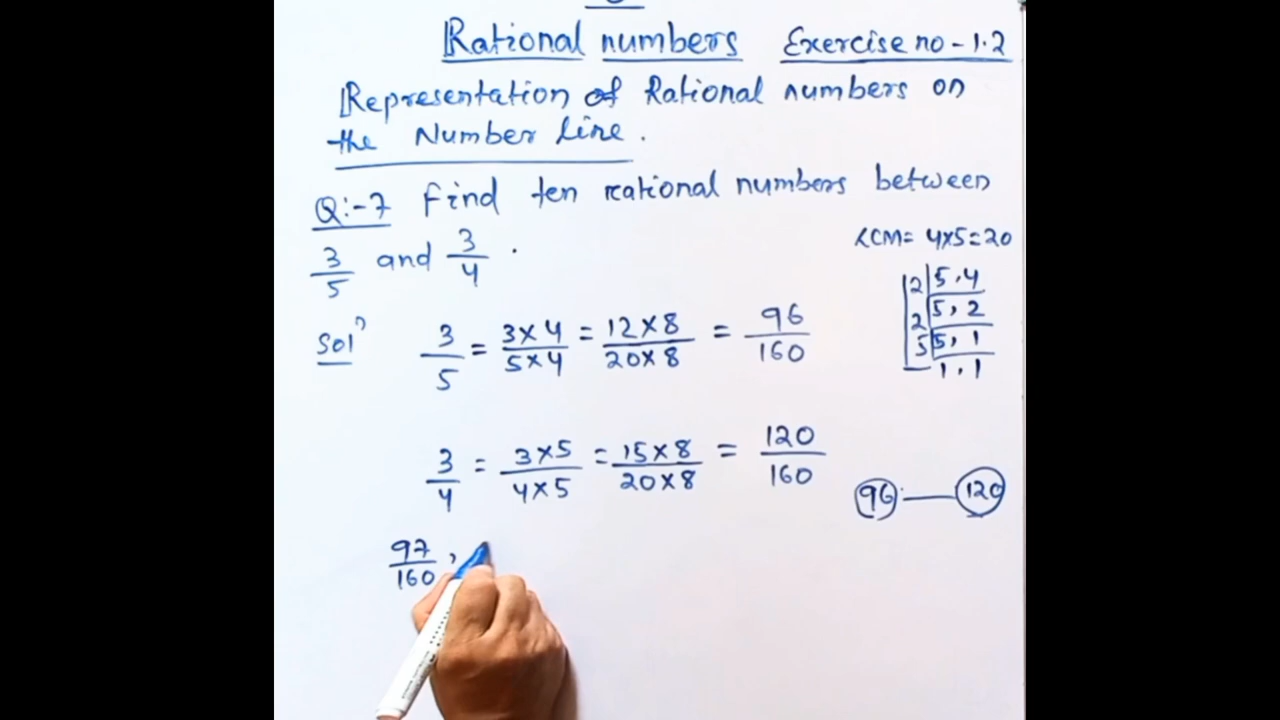 Rational numbers Exercise no - 1.2
Representation of Rational numbers on
the Number line.
Q:-7 Find ten rational numbers between
3/5 and 3/4 .
LCM = 4×5=20
2 | 5, 4
2 | 5, 2
5 | 5, 1
1, 1
Solⁿ 3/5 = 3×4/5×4 = 12×8/20×8 = 96/160
3/4 = 3×5/4×5 = 15×8/20×8 = 120/160
96 — 120
97/160 ,